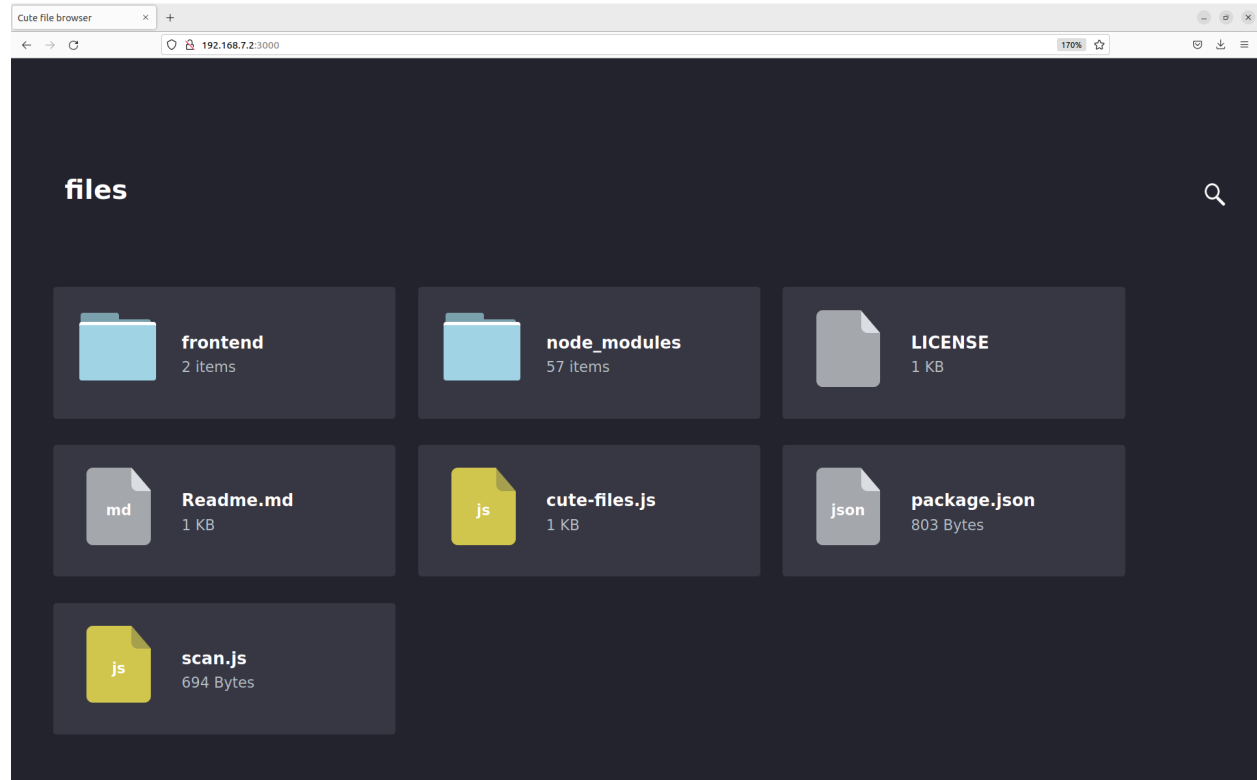 Cute file browser
192.168.7.2:3000
170%
files
frontend
2 items
node_modules
57 items
LICENSE
1 KB
md
Readme.md
1 KB
js
cute-files.js
1 KB
json
package.json
803 Bytes
js
scan.js
694 Bytes